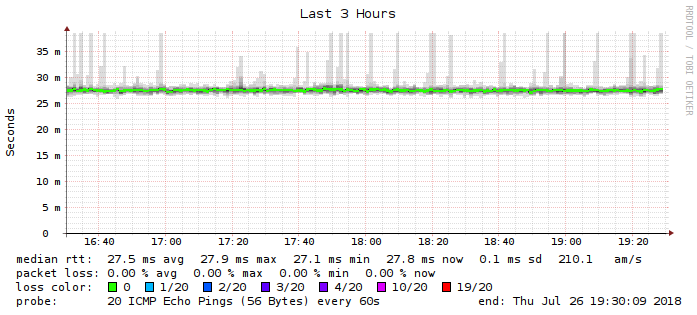 Last 3 Hours
RRDTOOL / TOBI OETIKER
Seconds
35 m
30 m
25 m
20 m
15 m
10 m
5 m
0
16:40 17:00 17:20 17:40 18:00 18:20 18:40 19:00 19:20
median rtt: 27.5 ms avg 27.9 ms max 27.1 ms min 27.8 ms now 0.1 ms sd 210.1 am/s
packet loss: 0.00 % avg 0.00 % max 0.00 % min 0.00 % now
loss color: 0 1/20 2/20 3/20 4/20 10/20 19/20
probe: 20 ICMP Echo Pings (56 Bytes) every 60s end: Thu Jul 26 19:30:09 2018